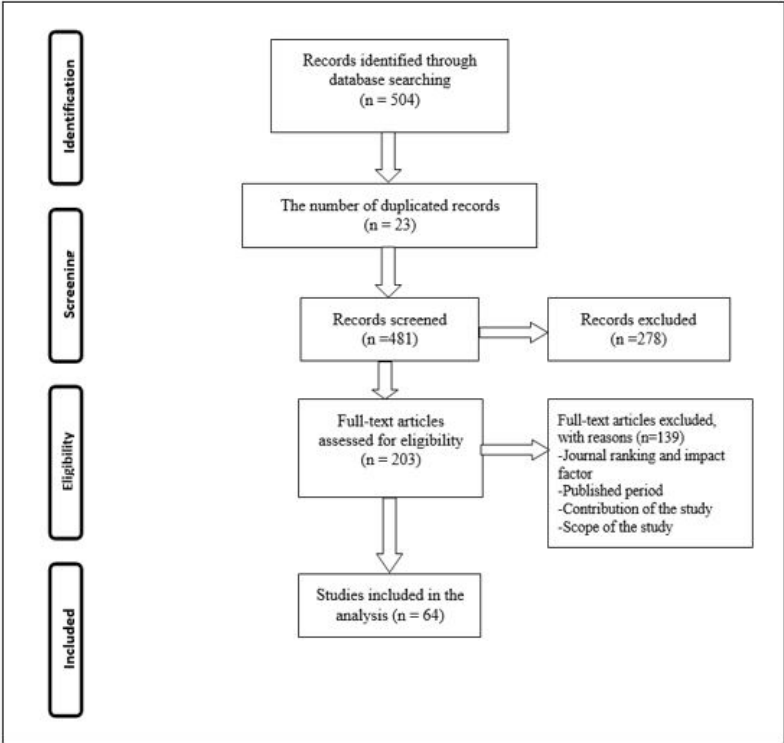 Identification
Records identified through
database searching
(n = 504)
The number of duplicated records
(n = 23)
Screening
Records screened
(n =481)
Records excluded
(n =278)
Eligibility
Full-text articles
assessed for eligibility
(n = 203)
Full-text articles excluded,
with reasons (n=139)
-Journal ranking and impact
factor
-Published period
-Contribution of the study
-Scope of the study
Included
Studies included in the
analysis (n = 64)